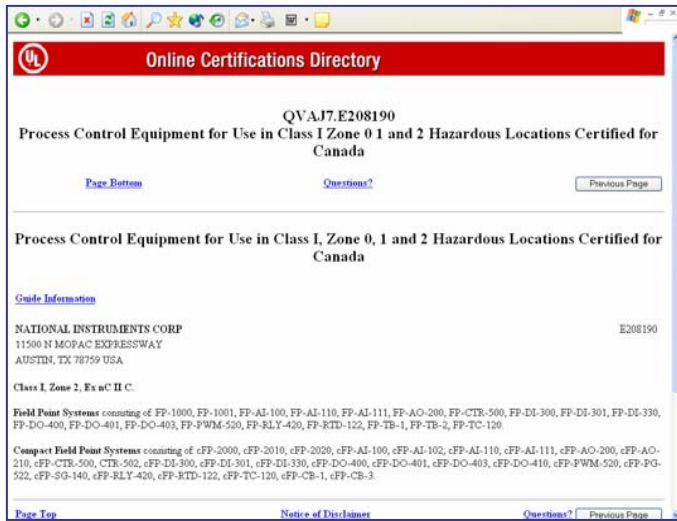 UL
Online Certifications Directory
QVAJ7.E208190
Process Control Equipment for Use in Class I Zone 0 1 and 2 Hazardous Locations Certified for
Canada
Page Bottom Questions? Previous Page
Process Control Equipment for Use in Class I, Zone 0, 1 and 2 Hazardous Locations Certified for
Canada
Guide Information
NATIONAL INSTRUMENTS CORP E208190
11500 N MOPAC EXPRESSWAY
AUSTIN, TX 78759 USA
Class I, Zone 2, Ex nC II C.
Field Point Systems consisting of FP-1000, FP-1001, FP-AI-100, FP-AI-110, FP-AI-111, FP-AO-200, FP-CTR-500, FP-DI-300, FP-DI-301, FP-DI-330,
FP-DO-400, FP-DO-401, FP-DO-403, FP-PWM-520, FP-RLY-420, FP-RTD-122, FP-TB-1, FP-TB-2, FP-TC-120.
Compact Field Point Systems consisting of cFP-2000, cFP-2010, cFP-2020, cFP-AI-100, cFP-AI-102, cFP-AI-110, cFP-AI-111, cFP-AO-200, cFP-AO-
210, cFP-CTR-500, CTR-502, cFP-DI-300, cFP-DI-301, cFP-DI-330, cFP-DO-400, cFP-DO-401, cFP-DO-403, cFP-DO-410, cFP-PWM-520, cFP-PG-
522, cFP-SG-140, cFP-RLY-420, cFP-RTD-122, cFP-TC-120, cFP-CB-1, cFP-CB-3.
Page Top Notice of Disclaimer Questions? Previous Page